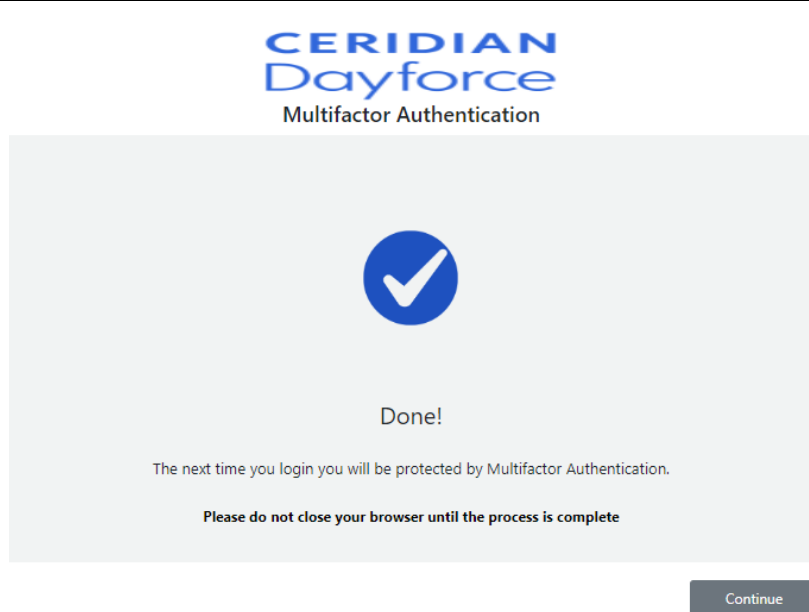 CERIDIAN
Dayforce
Multifactor Authentication
Done!
The next time you login you will be protected by Multifactor Authentication.
Please do not close your browser until the process is complete
Continue